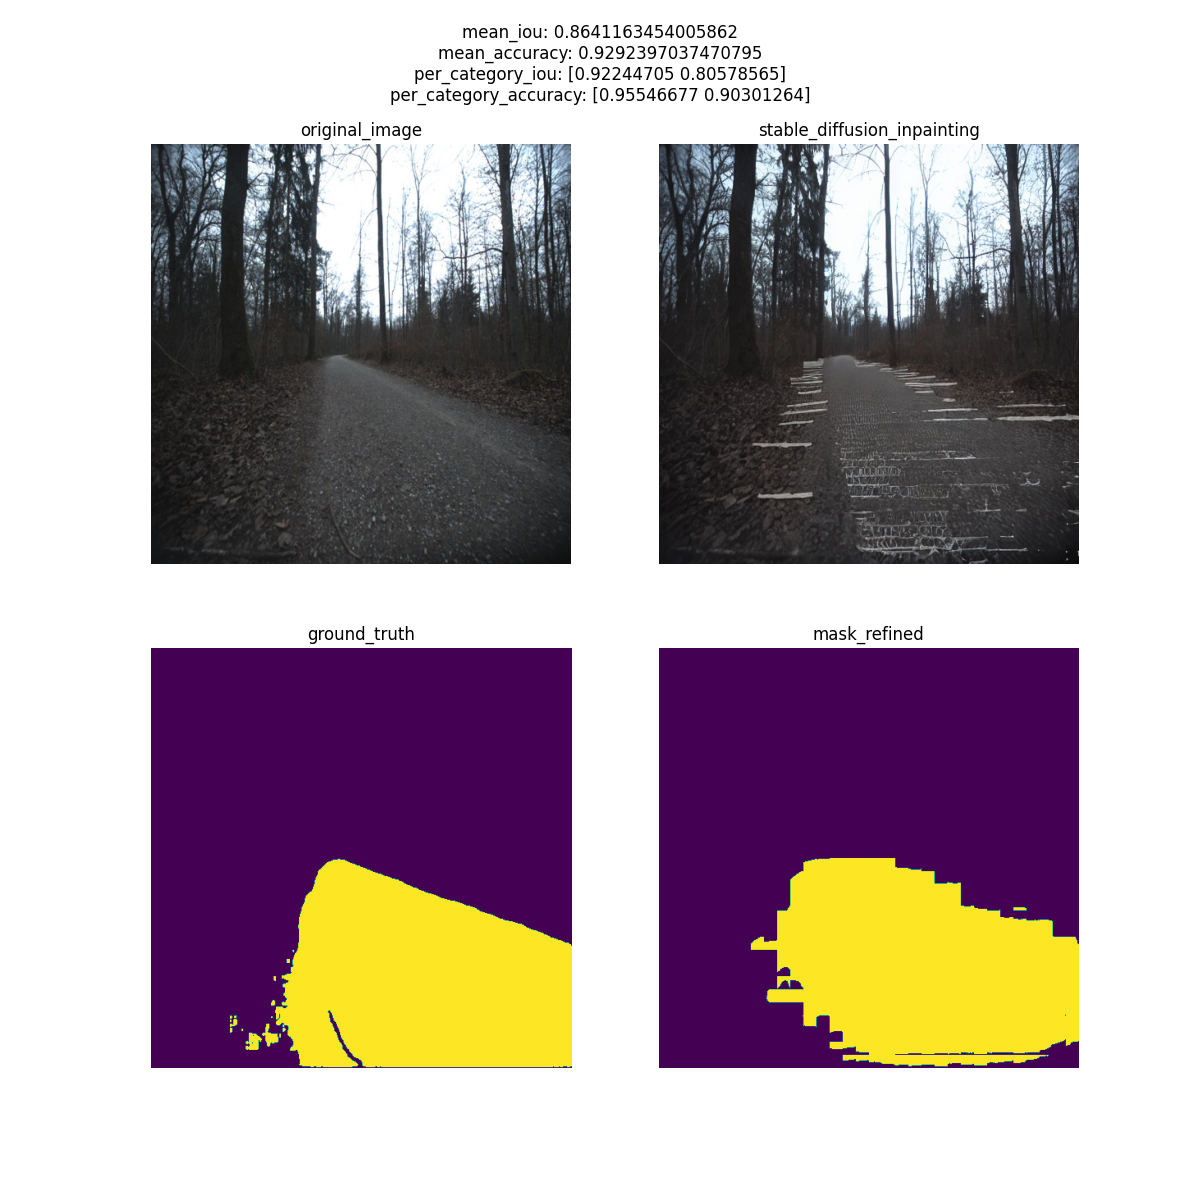 mean_iou: 0.8641163454005862
mean_accuracy: 0.9292397037470795
per_category_iou: [0.92244705 0.80578565]
per_category_accuracy: [0.95546677 0.90301264]
original_image
stable_diffusion_inpainting
ground_truth
mask_refined